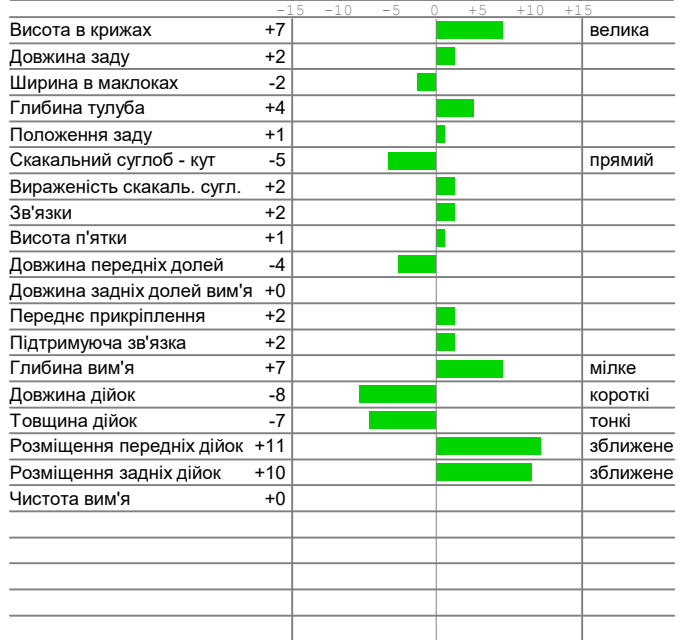 -15 -10 -5 0 +5 +10 +15
Висота в крижах +7 велика
Довжина заду +2
Ширина в маклоках -2
Глибина тулуба +4
Положення заду +1
Скакальний суглоб - кут -5 прямий
Вираженість скакаль. сугл. +2
Зв'язки +2
Висота п'ятки +1
Довжина передніх долей -4
Довжина задніх долей вим'я +0
Переднє прикріплення +2
Підтримуюча зв'язка +2
Глибина вим'я +7 мілке
Довжина дійок -8 короткі
Товщина дійок -7 тонкі
Розміщення передніх дійок +11 зближене
Розміщення задніх дійок +10 зближене
Чистота вим'я +0